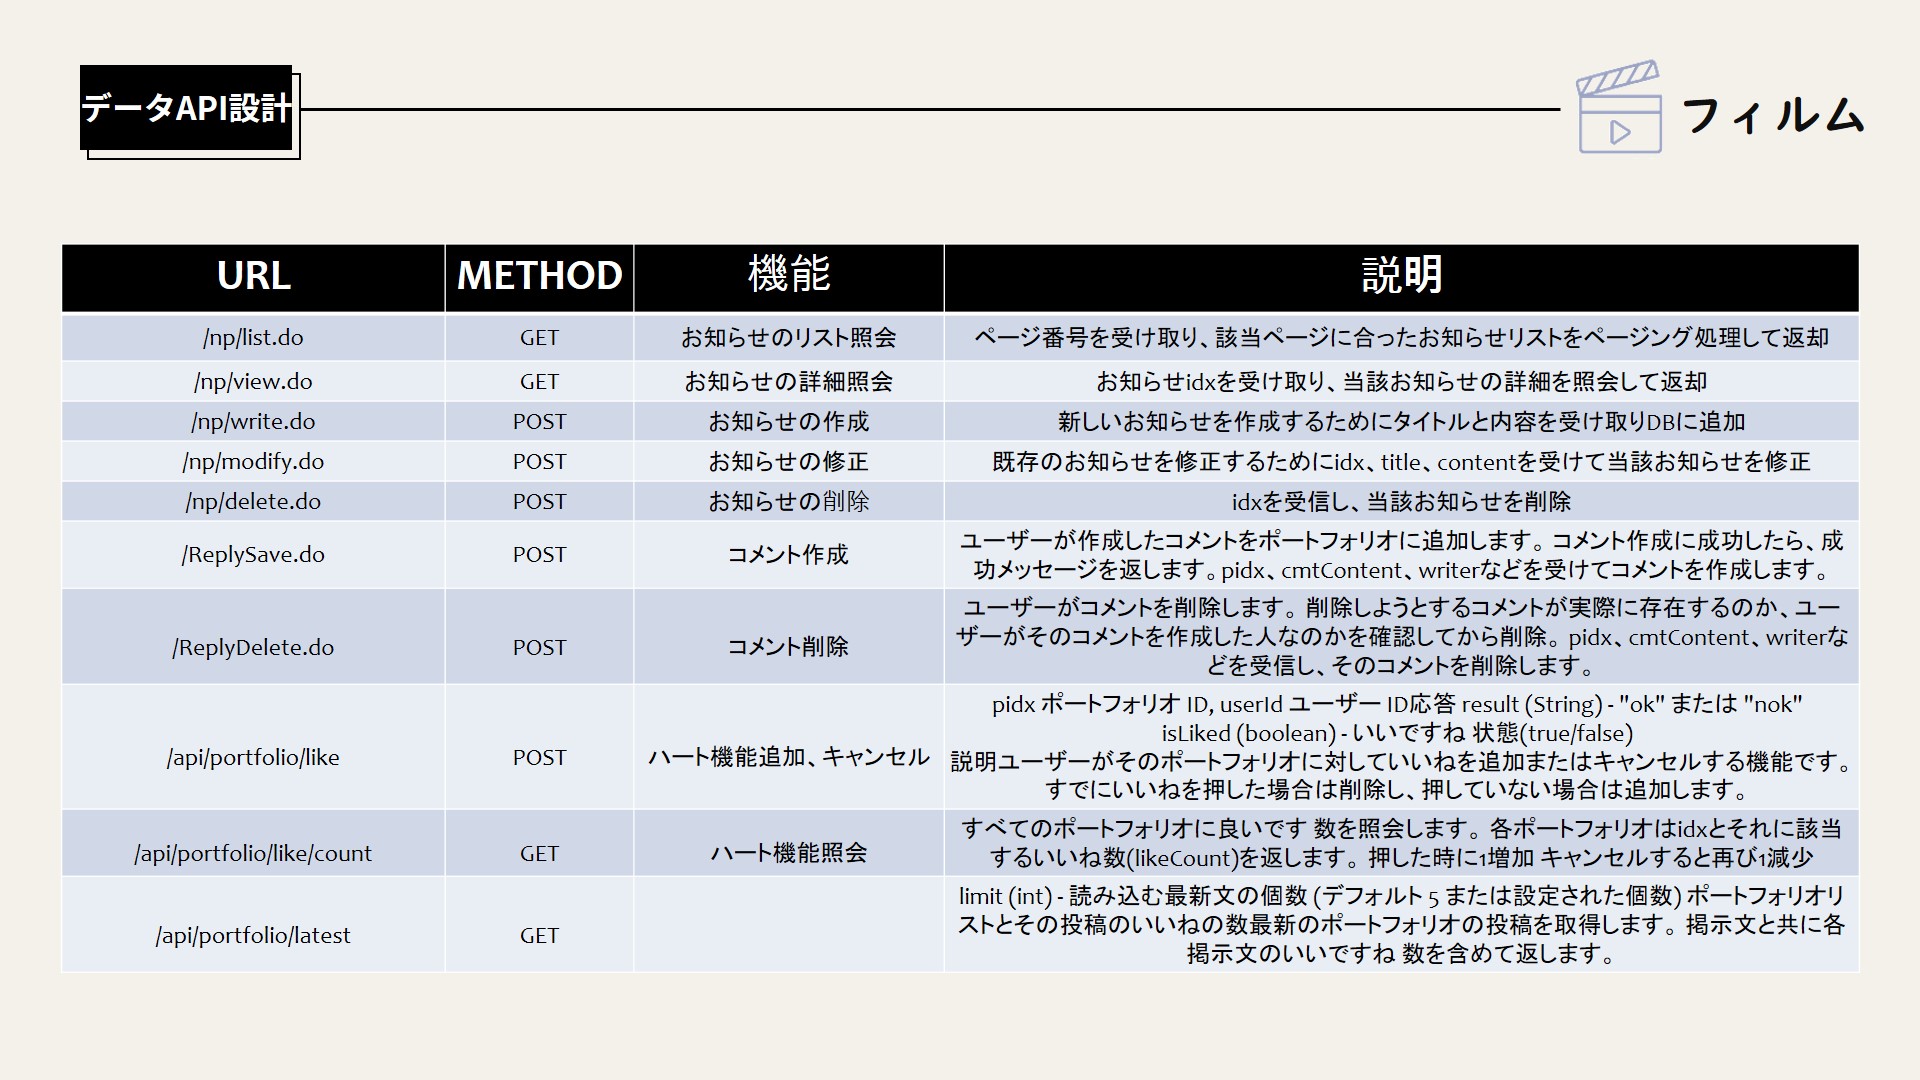 データAPI設計
フィルム
URL METHOD 機能 説明
/np/list.do GET お知らせのリスト照会 ページ番号を受け取り、該当ページに合ったお知らせリストをページング処理して返却
/np/view.do GET お知らせの詳細照会 お知らせidxを受け取り、当該お知らせの詳細を照会して返却
/np/write.do POST お知らせの作成 新しいお知らせを作成するためにタイトルと内容を受け取りDBに追加
/np/modify.do POST お知らせの修正 既存のお知らせを修正するためにidx、title、contentを受けて当該お知らせを修正
/np/delete.do POST お知らせの削除 idxを受信し、当該お知らせを削除
/ReplySave.do POST コメント作成 ユーザーが作成したコメントをポートフォリオに追加します。コメント作成に成功したら、成
功メッセージを返します。pidx、cmtContent、writerなどを受けてコメントを作成します。
/ReplyDelete.do POST コメント削除 ユーザーがコメントを削除します。削除しようとするコメントが実際に存在するのか、ユー
ザーがそのコメントを作成した人なのかを確認してから削除。pidx、cmtContent、writerな
どを受信し、そのコメントを削除します。
/api/portfolio/like POST ハート機能追加、キャンセル pidx ポートフォリオ ID, userId ユーザー ID応答 result (String) - "ok" または "nok"
isLiked (boolean) - いいですね 状態(true/false)
説明ユーザーがそのポートフォリオに対していいねを追加またはキャンセルする機能です。
すでにいいねを押した場合は削除し、押していない場合は追加します。
/api/portfolio/like/count GET ハート機能照会 すべてのポートフォリオに良いです 数を照会します。各ポートフォリオはidxとそれに該当
するいいね数(likeCount)を返します。押した時に1増加 キャンセルすると再び1減少
/api/portfolio/latest GET limit (int) - 読み込む最新文の個数 (デフォルト 5 または設定された個数) ポートフォリオリ
ストとその投稿のいいねの数最新のポートフォリオの投稿を取得します。掲示文と共に各
掲示文のいいですね 数を含めて返します。